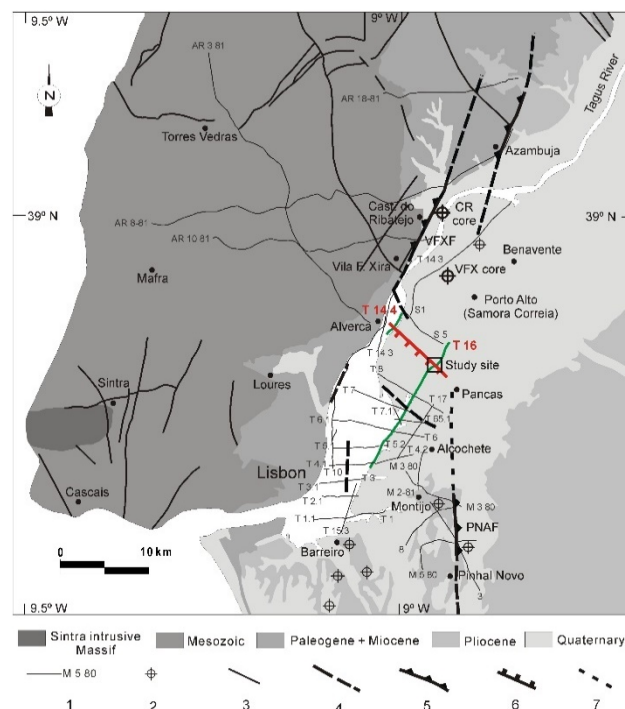 9.5° W
9° W
AR 3 81
AR 18-81
Tagus River
N
Torres Vedras
Azambuja
39° N
Cast. do
Ribatejo
CR
core
39° N
AR 8-81
VFXF
AR 10 81
T 14 3
Benavente
Vila F. Xira
VFX core
Mafra
Porto Alto
(Samora Correia)
T 14 4
S1
Alverca
S 5
T 16
T 14 3
Study site
Sintra
Loures
T 8
Pancas
T 7
T 17
T 7.1
T 65.1
T 6.1
T 6
T 5
T 5.2
Alcochete
Lisbon
T 4.1
T 4.2
T 10
T 3
M 3 80
T 3.1
M 2-81
Cascais
T 2.1
Montijo
M 3 80
T 1.1
T 1
PNAF
T 15.3
0
10 km
Barreiro
8
M 5 80
Pinhal Novo
3
9.5° W
9° W
Sintra intrusive
Massif
Mesozoic
Paleogene + Miocene
Pliocene
Quaternary
M 5 80
1
2
3
4
5
6
7